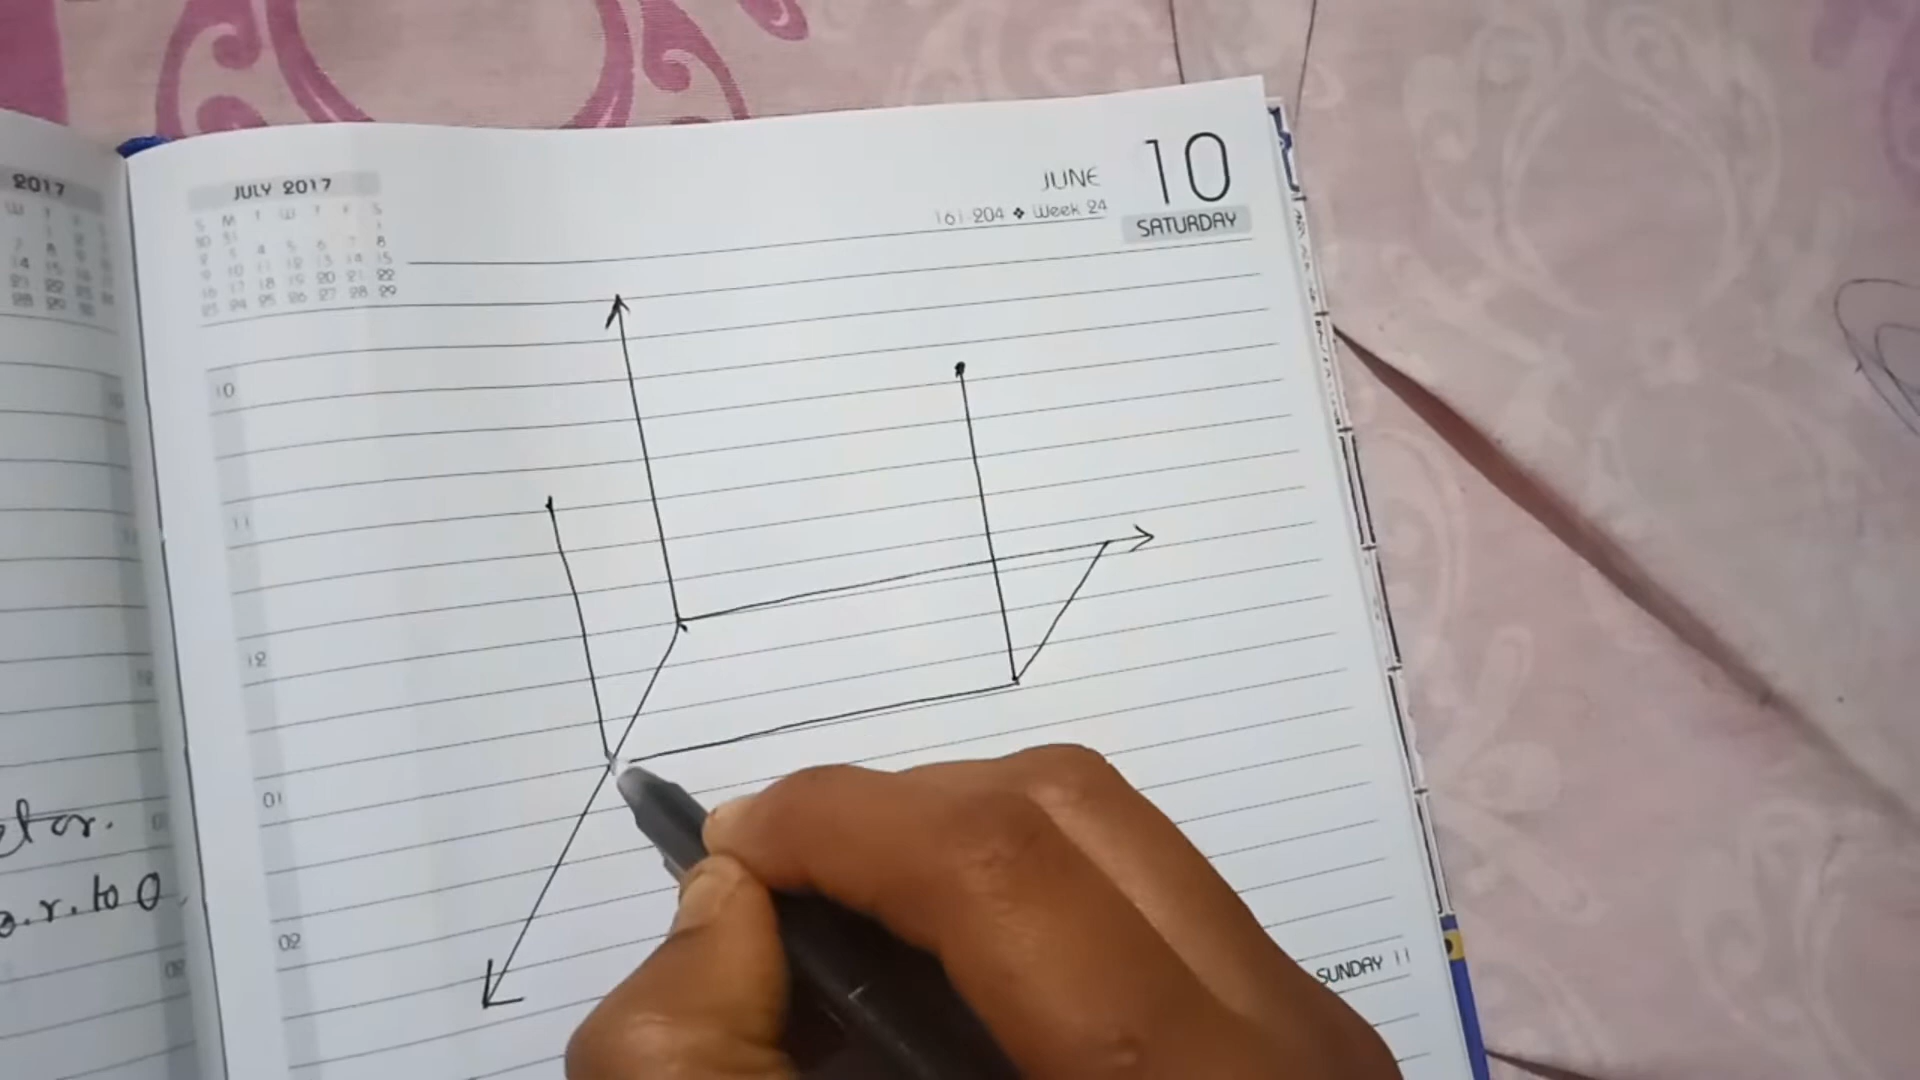 2017
JULY 2017
S M T W T F S
30 31 1
2 3 4 5 6 7 8
9 10 11 12 13 14 15
16 17 18 19 20 21 22
23 24 25 26 27 28 29
JUNE 10
161-204 ❖ Week 24
SATURDAY
10
11
12
01
02
w.r. to O
SUNDAY 11